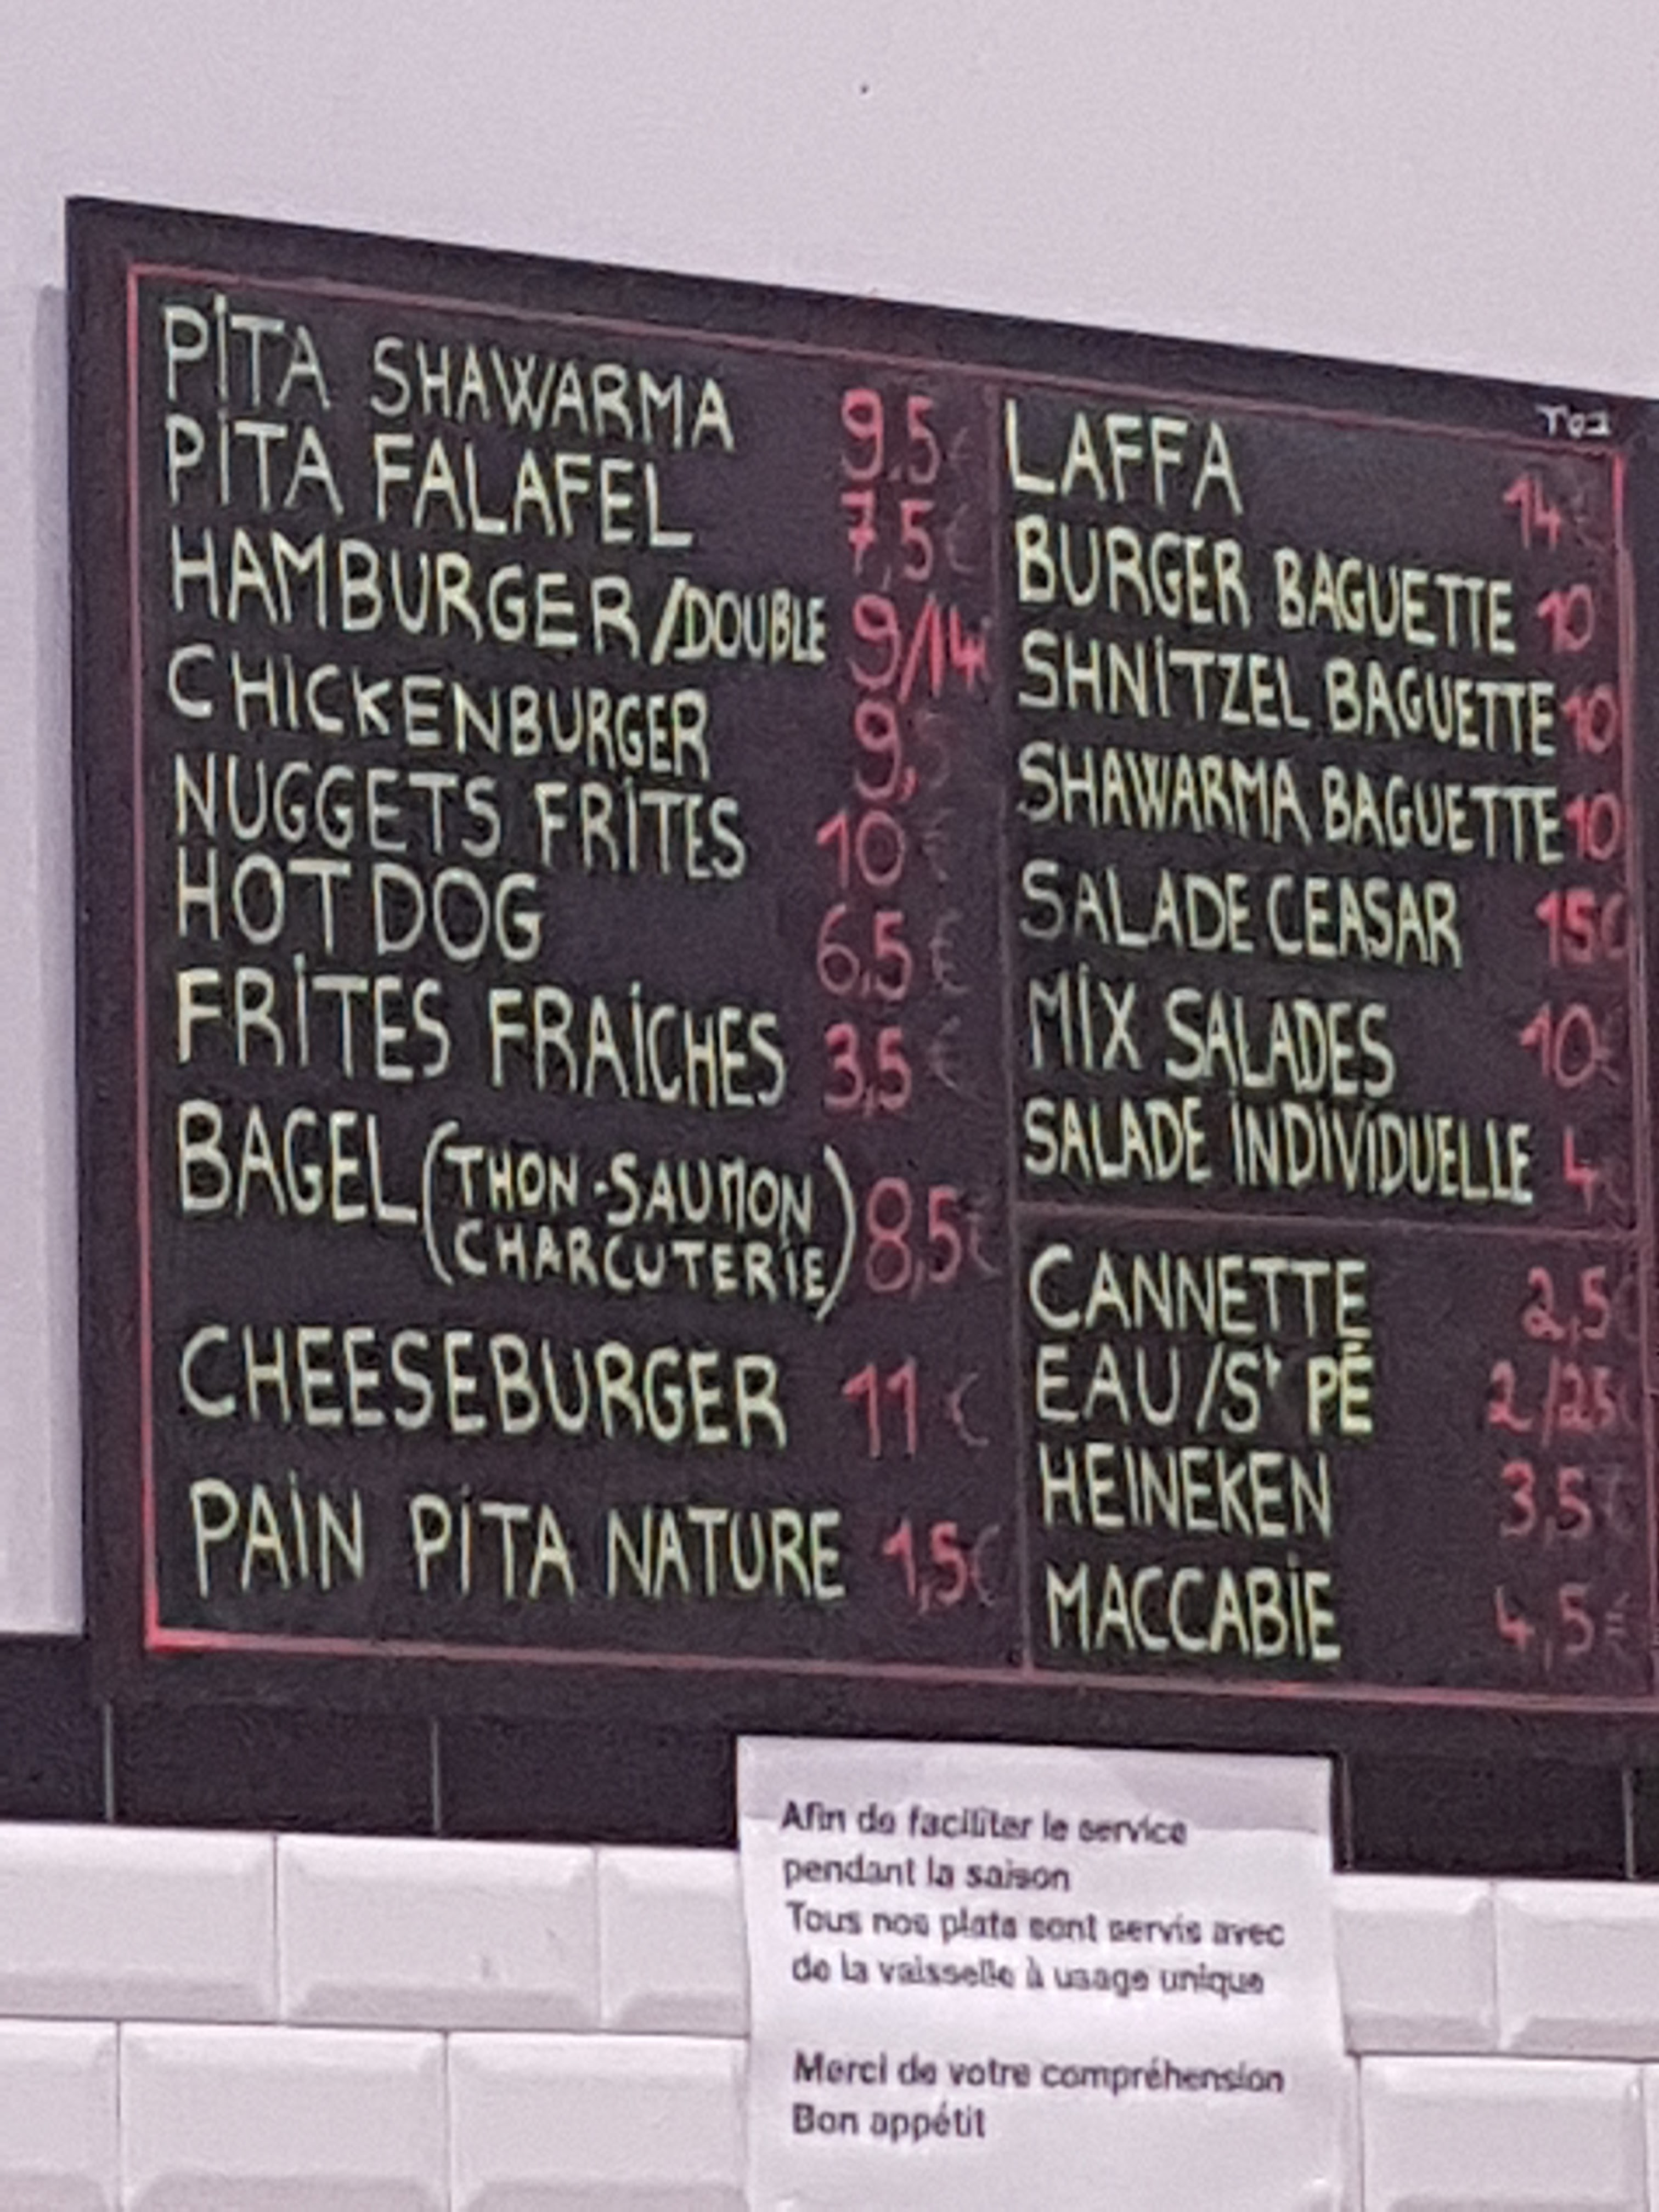 PITA SHAWARMA 9.5€
PITA FALAFEL 7,5€
HAMBURGER/DOUBLE 9/14€
CHICKENBURGER 9,
NUGGETS FRITES 10€
HOT DOG 6,5€
FRITES FRAICHES 3,5€
BAGEL (THON-SAUMON CHARCUTERIE) 8,5€
CHEESEBURGER 11€
PAIN PITA NATURE 1,5€
LAFFA 14€
BURGER BAGUETTE 10
SHNITZEL BAGUETTE 10
SHAWARMA BAGUETTE 10
SALADE CEASAR 15€
MIX SALADES 10€
SALADE INDIVIDUELLE 4
CANNETTE 2,5€
EAU/St PÉ 2/25€
HEINEKEN 3,5€
MACCABIE 4,5€
Afin de faciliter le service
pendant la saison
Tous nos plats sont servis avec
de la vaisselle à usage unique
Merci de votre compréhension
Bon appétit